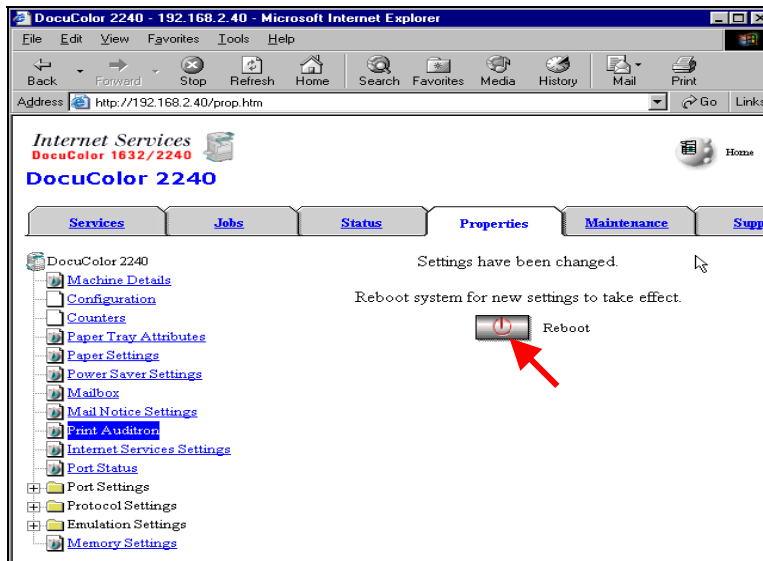 DocuColor 2240 - 192.168.2.40 - Microsoft Internet Explorer
File Edit View Favorites Tools Help
Back Forward Stop Refresh Home Search Favorites Media History Mail Print
Address http://192.168.2.40/prop.htm Go Links
Internet Services
DocuColor 1632/2240
Home
DocuColor 2240
Services Jobs Status Properties Maintenance Supp
DocuColor 2240
Machine Details
Configuration
Counters
Paper Tray Attributes
Paper Settings
Power Saver Settings
Mailbox
Mail Notice Settings
Print Auditron
Internet Services Settings
Port Status
Port Settings
Protocol Settings
Emulation Settings
Memory Settings
Settings have been changed.
Reboot system for new settings to take effect.
Reboot